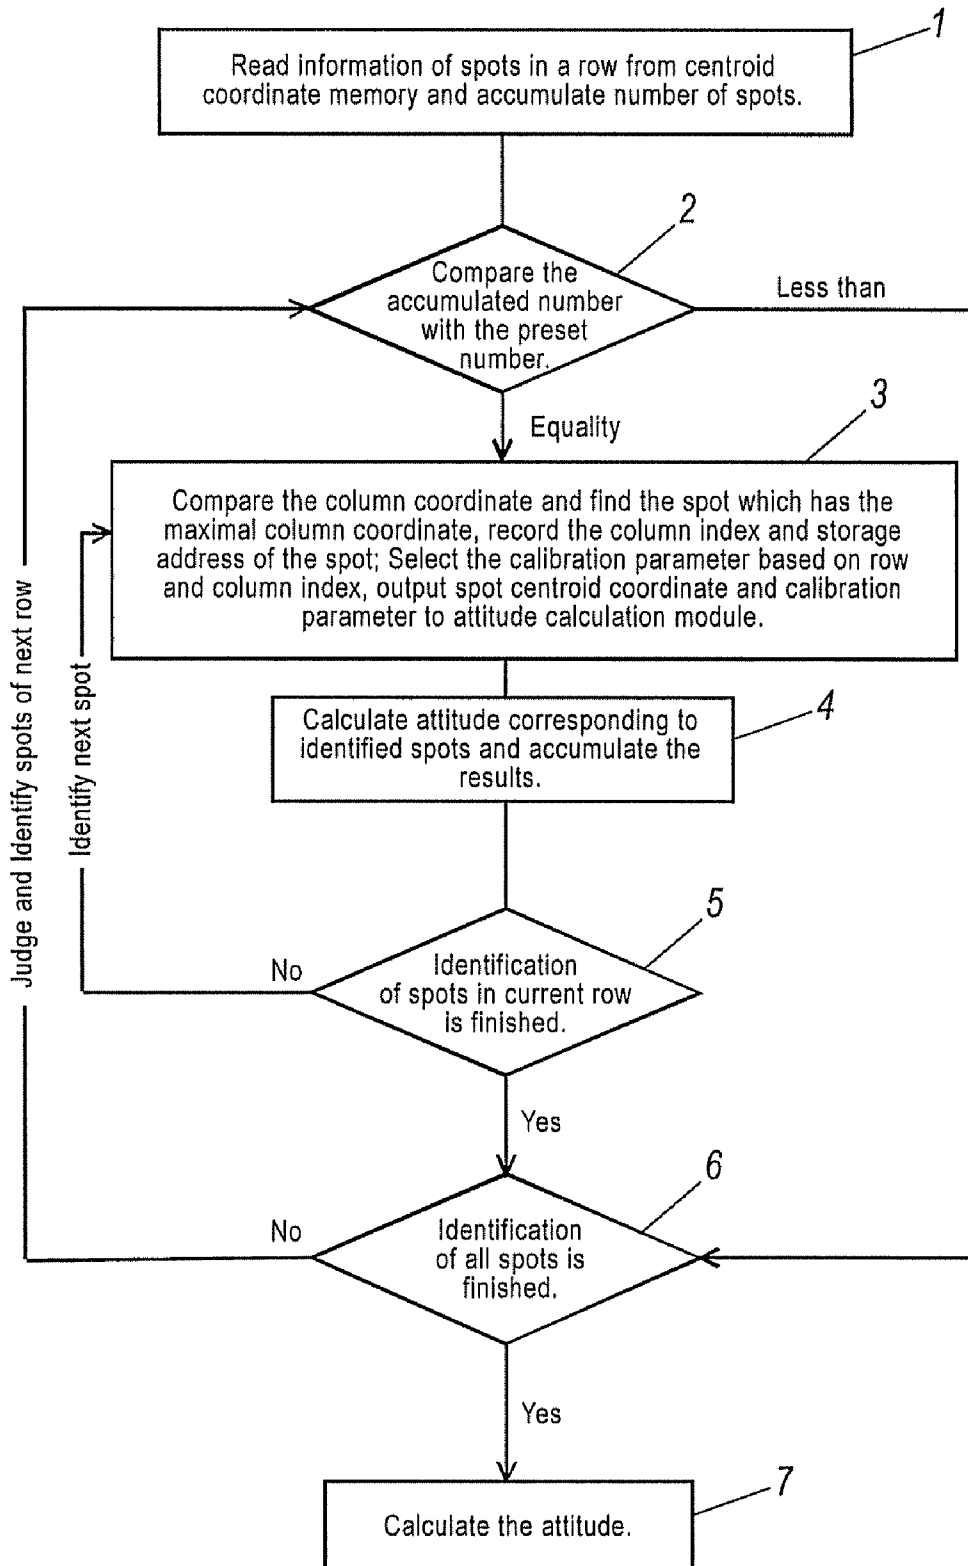 1
Read information of spots in a row from centroid
coordinate memory and accumulate number of spots.
2
Compare the
accumulated number
with the preset
number.
Less than
Equality
3
Compare the column coordinate and find the spot which has the
maximal column coordinate, record the column index and storage
address of the spot; Select the calibration parameter based on row
and column index, output spot centroid coordinate and calibration
parameter to attitude calculation module.
Judge and Identify spots of next row
Identify next spot
4
Calculate attitude corresponding to
identified spots and accumulate the
results.
5
No
Identification
of spots in current row
is finished.
Yes
6
No
Identification
of all spots is
finished.
Yes
7
Calculate the attitude.